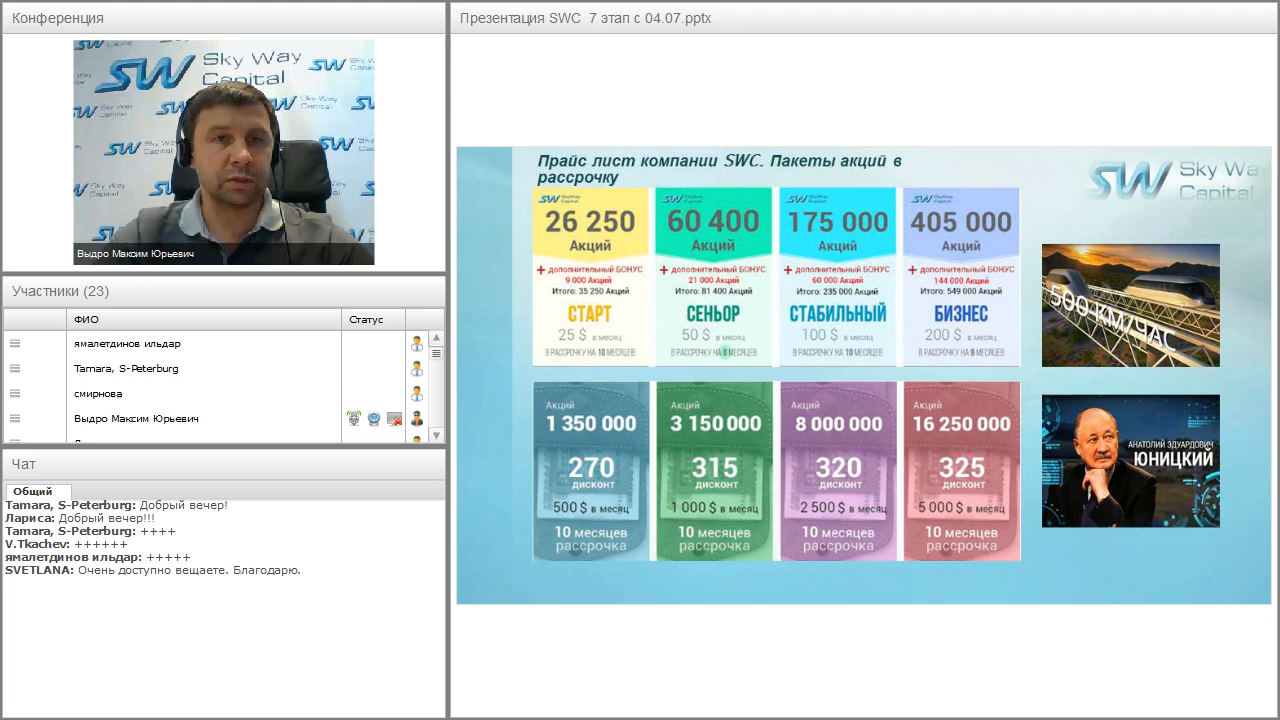 Конференция
Sky Way
Capital
Выдро Максим Юрьевич
Участники (23)
ФИО
Статус
ямалетдинов ильдар
Tamara, S-Peterburg
смирнова
Выдро Максим Юрьевич
Чат
Общий
Tamara, S-Peterburg: Добрый вечер!
Лариса: Добрый вечер!!!
Tamara, S-Peterburg: ++++
V.Tkachev: ++++++
ямалетдинов ильдар: +++++
SVETLANA: Очень доступно вещаете. Благодарю.
Презентация SWC 7 этап с 04.07.pptx
Прайс лист компании SWC. Пакеты акций в
рассрочку
SW Sky Wa
Capital
26 250
Акций
+ дополнительный БОНУС
9 000 Акций
Итого: 35 250 Акций
СТАРТ
25 $ в месяц
В РАССРОЧКУ НА 10 МЕСЯЦЕВ
60 400
Акций
+ дополнительный БОНУС
21 000 Акций
Итого: 81 400 Акций
СЕНЬОР
50 $ в месяц
В РАССРОЧКУ НА 8 МЕСЯЦЕВ
175 000
Акций
+ дополнительный БОНУС
60 000 Акций
Итого: 235 000 Акций
СТАБИЛЬНЫЙ
100 $ в месяц
В РАССРОЧКУ НА 10 МЕСЯЦЕВ
405 000
Акций
+ дополнительный БОНУС
144 000 Акций
Итого: 549 000 Акций
БИЗНЕС
200 $ в месяц
В РАССРОЧКУ НА 9 МЕСЯЦЕВ
500 КМ/ЧАС
Акций
1 350 000
270
дисконт
500 $ в месяц
10 месяцев
рассрочка
Акций
3 150 000
315
дисконт
1 000 $ в месяц
10 месяцев
рассрочка
Акций
8 000 000
320
дисконт
2 500 $ в месяц
10 месяцев
рассрочка
Акций
16 250 000
325
дисконт
5 000 $ в месяц
10 месяцев
рассрочка
АНАТОЛИЙ ЭДУАРДОВИЧ
ЮНИЦКИЙ